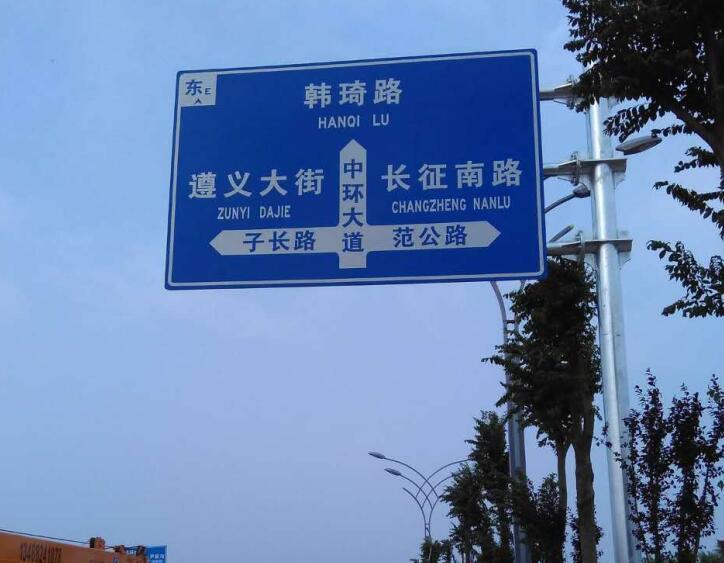 东E
韩琦路
HANQI LU
遵义大街
ZUNYI DAJIE
长征南路
CHANGZHENG NANLU
中环大道
子长路
范公路